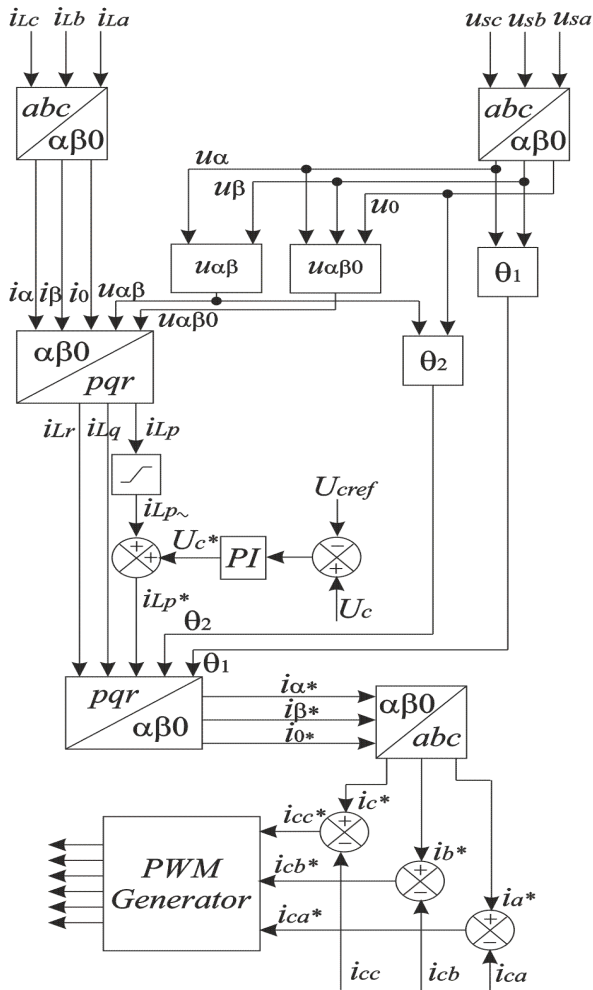 iLc iLb iLa
usc usb usa
abc
αβ0
abc
αβ0
uα
uβ
u0
uαβ
uαβ0
θ1
iα iβ i0 uαβ
uαβ0
αβ0
pqr
θ2
iLr iLq iLp
Ucref
iLp~
Uc*
PI
−
+
+
+
Uc
iLp*
θ2
θ1
pqr
αβ0
iα*
iβ*
i0*
αβ0
abc
ic*
icc*
+
−
PWM
Generator
ib*
icb*
+
−
ia*
ica*
+
−
icc
icb
ica